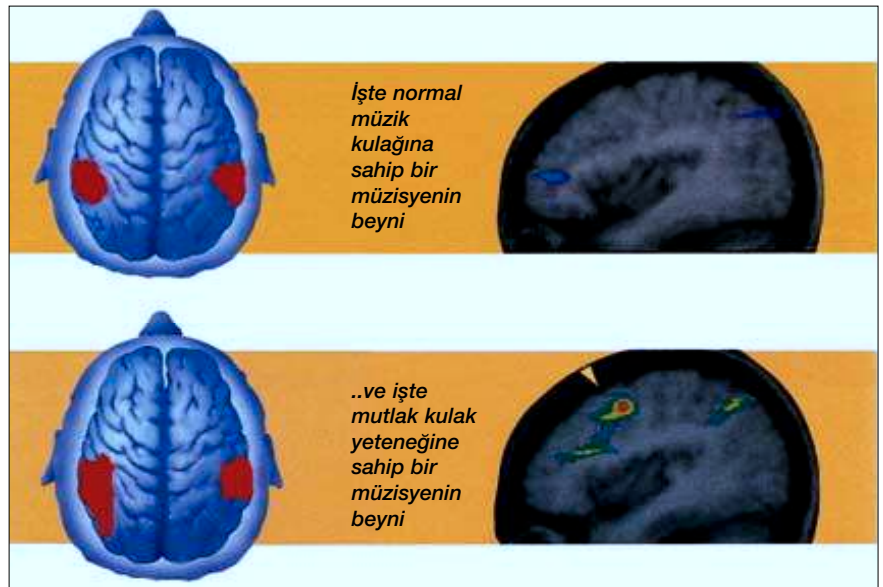 İşte normal
müzik
kulağına
sahip bir
müzisyenin
beyni
..ve işte
mutlak kulak
yeteneğine
sahip bir
müzisyenin
beyni